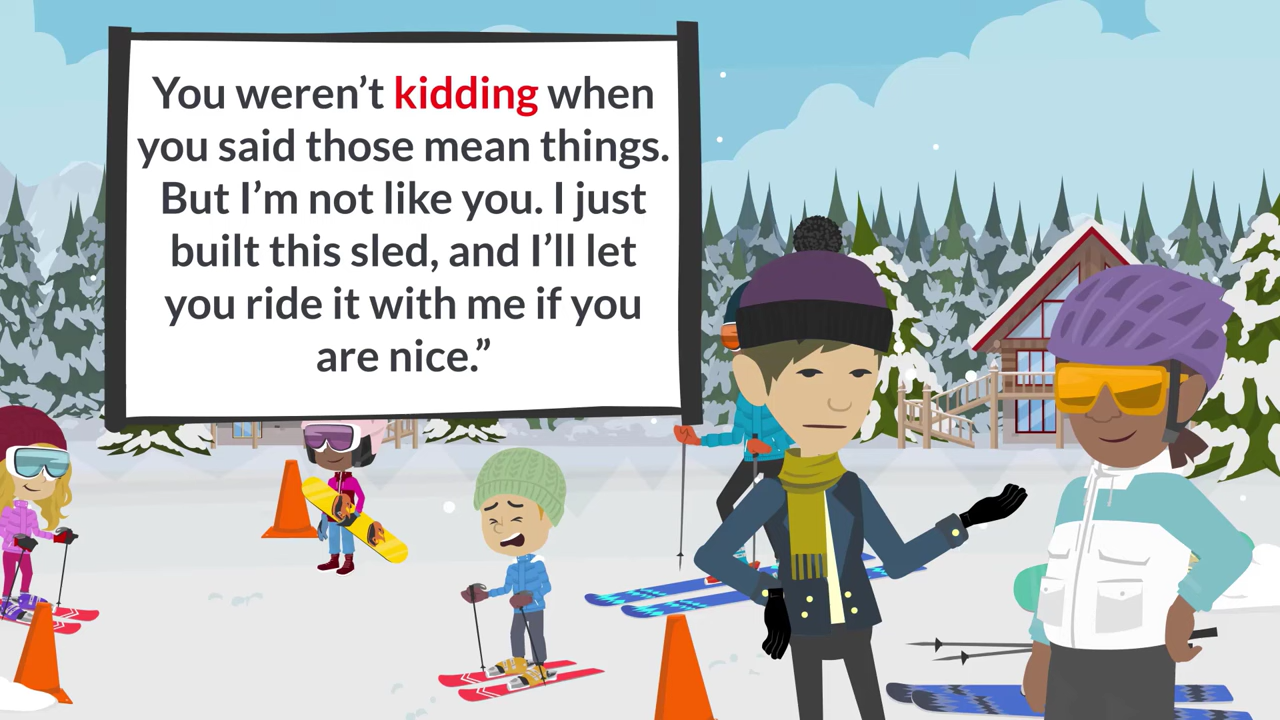 You weren’t kidding when
you said those mean things.
But I’m not like you. I just
built this sled, and I’ll let
you ride it with me if you
are nice.”